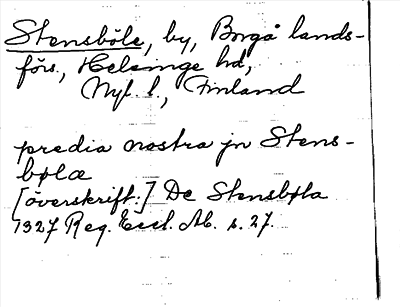 Stensböle, by, Borgå lands-
förs., Helsinge hd,
Nyl. l., Finland
predia nostra jn Stens-
bølæ
[överskrift:] De Stensbøla
1327 Reg. Eccl. Ab. s. 27.